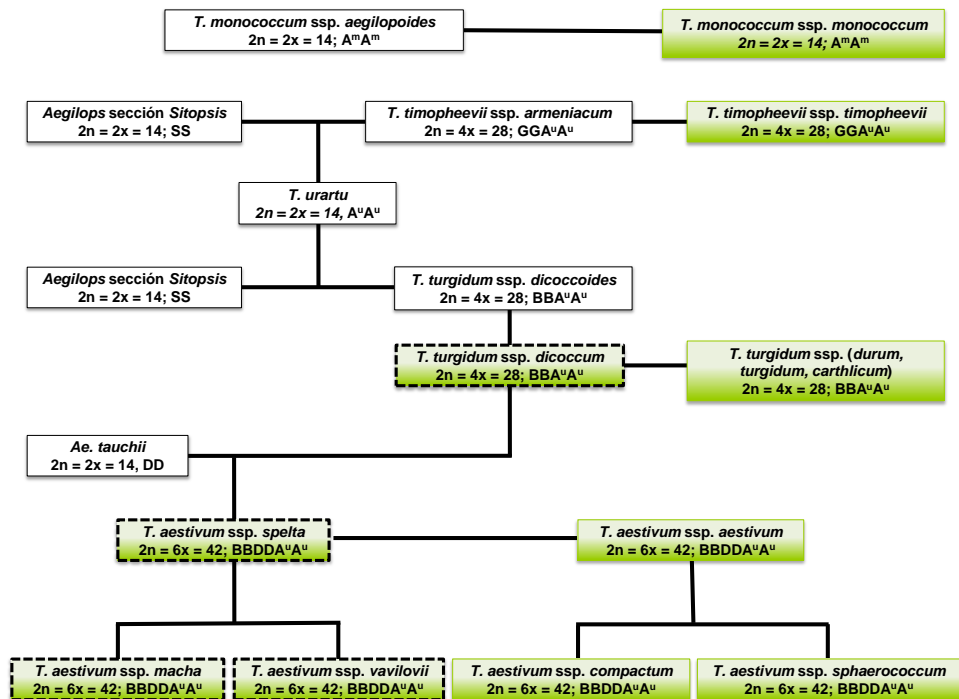 T. monococcum ssp. aegilopoides
2n = 2x = 14; AᵐAᵐ
T. monococcum ssp. monococcum
2n = 2x = 14; AᵐAᵐ
Aegilops sección Sitopsis
2n = 2x = 14; SS
T. timopheevii ssp. armeniacum
2n = 4x = 28; GGAᵘAᵘ
T. timopheevii ssp. timopheevii
2n = 4x = 28; GGAᵘAᵘ
T. urartu
2n = 2x = 14, AᵘAᵘ
Aegilops sección Sitopsis
2n = 2x = 14; SS
T. turgidum ssp. dicoccoides
2n = 4x = 28; BBAᵘAᵘ
T. turgidum ssp. dicoccum
2n = 4x = 28; BBAᵘAᵘ
T. turgidum ssp. (durum,
turgidum, carthlicum)
2n = 4x = 28; BBAᵘAᵘ
Ae. tauchii
2n = 2x = 14, DD
T. aestivum ssp. spelta
2n = 6x = 42; BBDDAᵘAᵘ
T. aestivum ssp. aestivum
2n = 6x = 42; BBDDAᵘAᵘ
T. aestivum ssp. macha
2n = 6x = 42; BBDDAᵘAᵘ
T. aestivum ssp. vavilovii
2n = 6x = 42; BBDDAᵘAᵘ
T. aestivum ssp. compactum
2n = 6x = 42; BBDDAᵘAᵘ
T. aestivum ssp. sphaerococcum
2n = 6x = 42; BBDDAᵘAᵘ